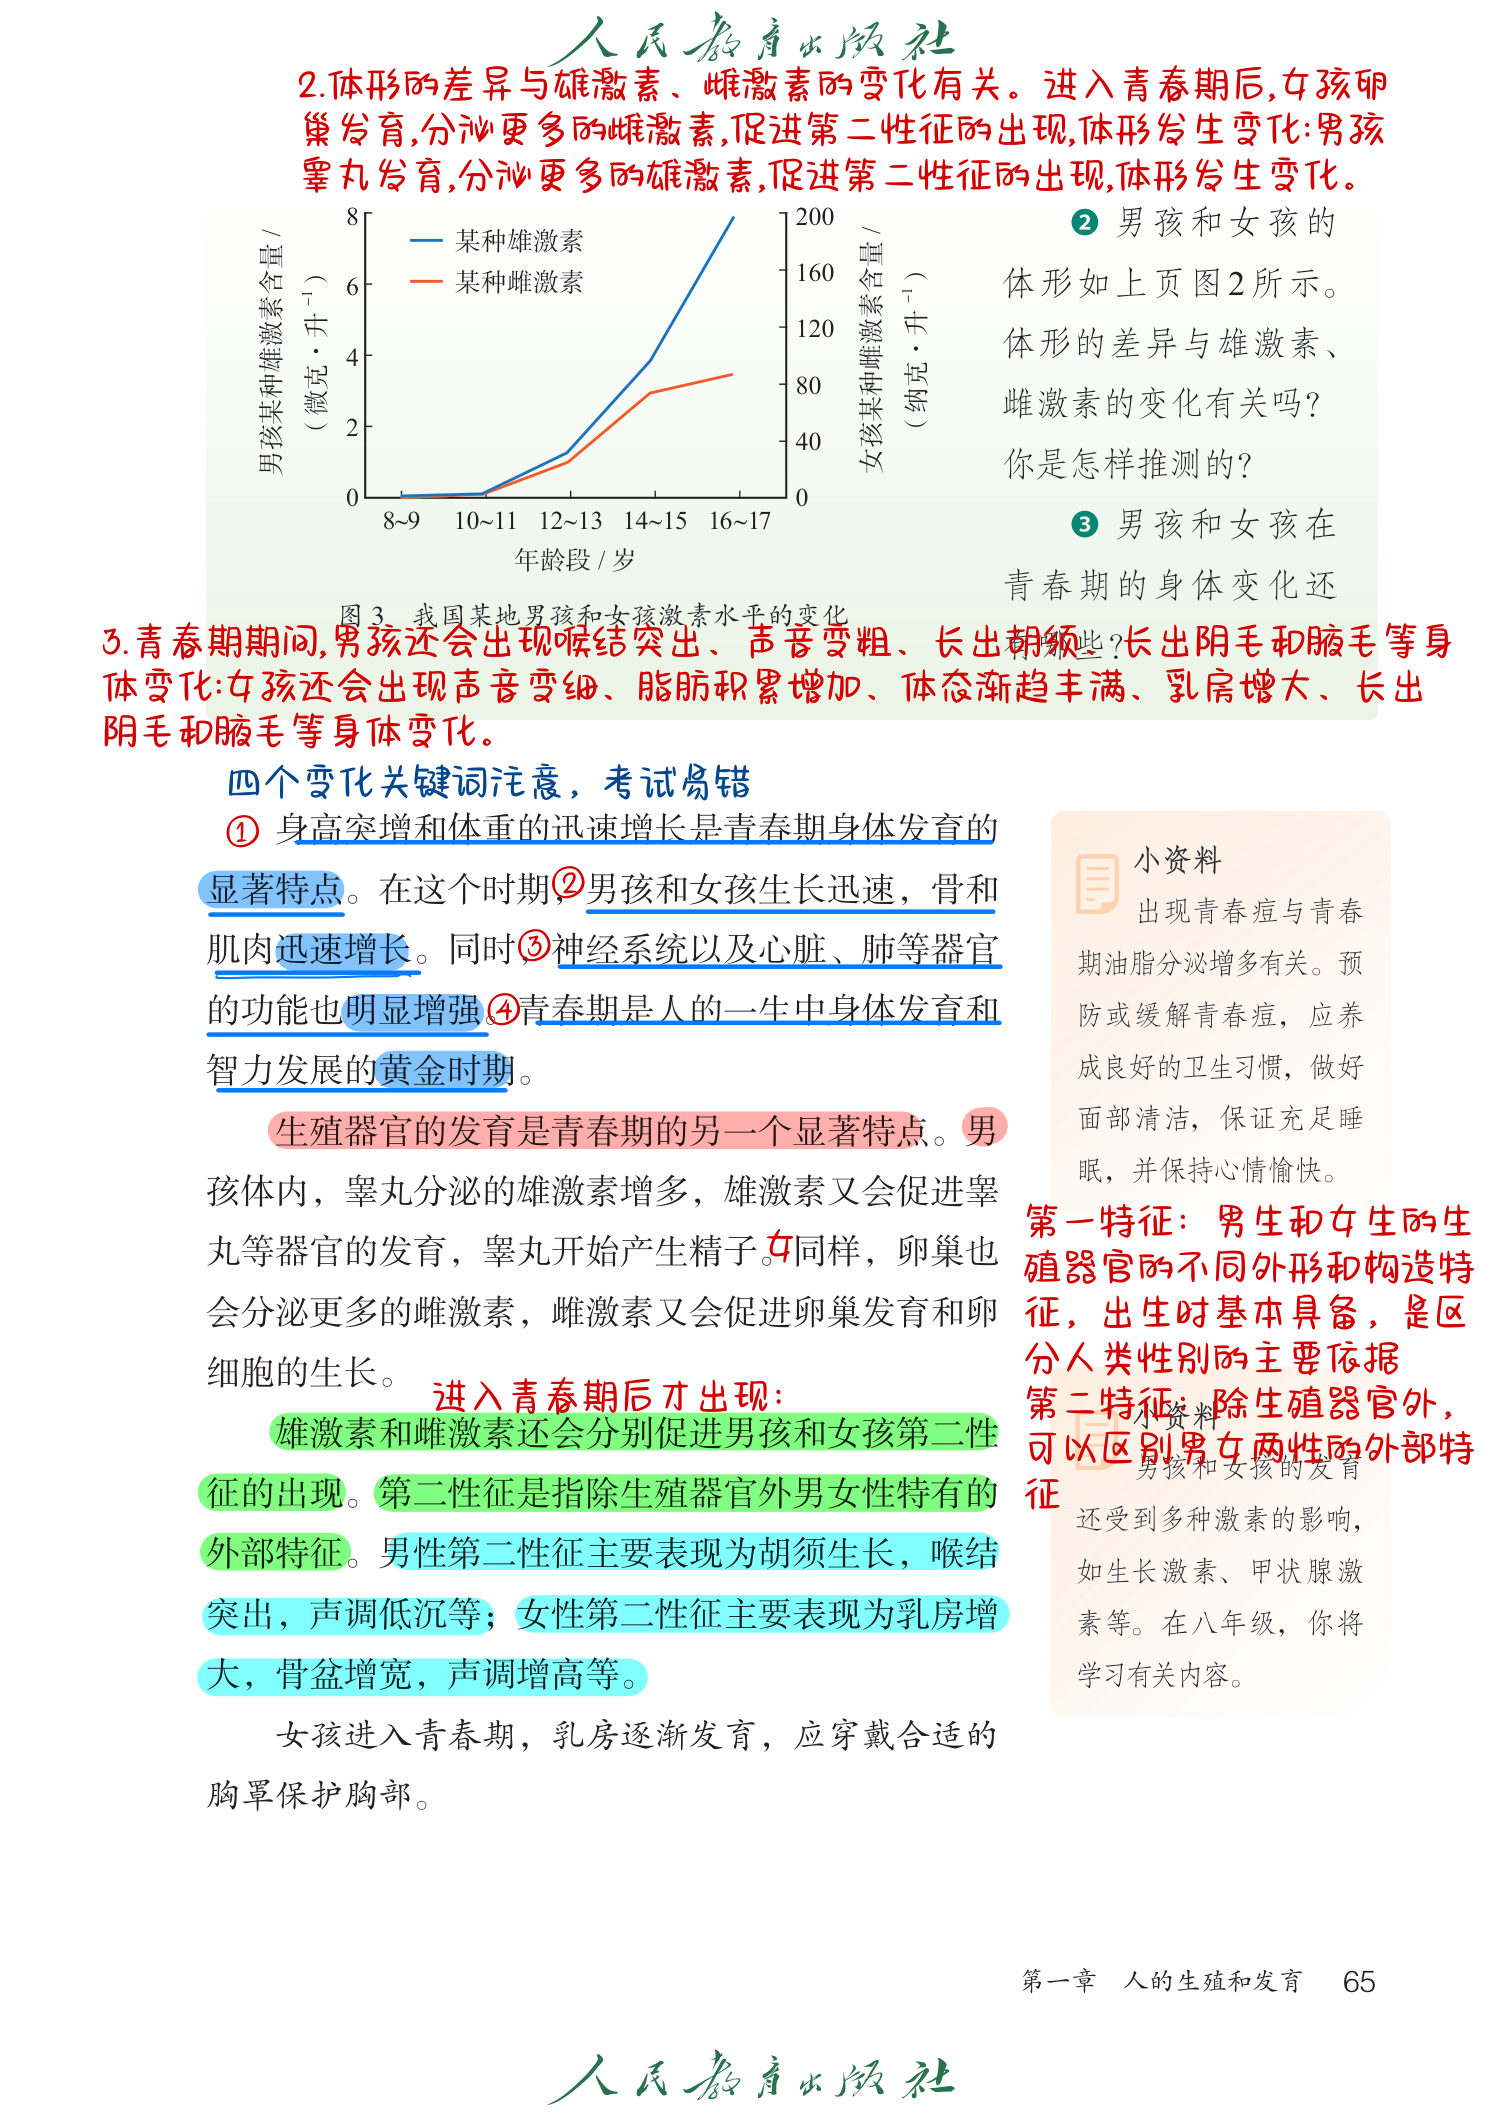 人民教育出版社
2.体形的差异与雄激素、雌激素的变化有关。进入青春期后,女孩卵
巢发育,分泌更多的雌激素,促进第二性征的出现,体形发生变化:男孩
睾丸发育,分泌更多的雄激素,促进第二性征的出现,体形发生变化。
男孩某种雄激素含量 /
（微克·升⁻¹）
8
6
4
2
0
某种雄激素
某种雌激素
200
160
120
80
40
0
女孩某种雌激素含量 /
（纳克·升⁻¹）
8~9 10~11 12~13 14~15 16~17
年龄段 / 岁
图 3 我国某地男孩和女孩激素水平的变化
❷ 男孩和女孩的
体形如上页图2所示。
体形的差异与雄激素、
雌激素的变化有关吗?
你是怎样推测的?
❸ 男孩和女孩在
青春期的身体变化还
有哪些?
3.青春期期间,男孩还会出现喉结突出、声音变粗、长出胡须、长出阴毛和腋毛等身
体变化:女孩还会出现声音变细、脂肪积累增加、体态渐趋丰满、乳房增大、长出
阴毛和腋毛等身体变化。
四个变化关键词注意，考试易错
① 身高突增和体重的迅速增长是青春期身体发育的
显著特点。在这个时期，②男孩和女孩生长迅速，骨和
肌肉迅速增长。同时，③神经系统以及心脏、肺等器官
的功能也明显增强。④青春期是人的一生中身体发育和
智力发展的黄金时期。
生殖器官的发育是青春期的另一个显著特点。男
孩体内，睾丸分泌的雄激素增多，雄激素又会促进睾
丸等器官的发育，睾丸开始产生精子。女同样，卵巢也
会分泌更多的雌激素，雌激素又会促进卵巢发育和卵
细胞的生长。
进入青春期后才出现:
雄激素和雌激素还会分别促进男孩和女孩第二性
征的出现。第二性征是指除生殖器官外男女性特有的
外部特征。男性第二性征主要表现为胡须生长，喉结
突出，声调低沉等；女性第二性征主要表现为乳房增
大，骨盆增宽，声调增高等。
女孩进入青春期，乳房逐渐发育，应穿戴合适的
胸罩保护胸部。
小资料
出现青春痘与青春
期油脂分泌增多有关。预
防或缓解青春痘，应养
成良好的卫生习惯，做好
面部清洁，保证充足睡
眠，并保持心情愉快。
第一特征：男生和女生的生
殖器官的不同外形和构造特
征，出生时基本具备，是区
分人类性别的主要依据
第二特征：除生殖器官外，
可以区别男女两性的外部特
征
小资料
男孩和女孩的发育
还受到多种激素的影响，
如生长激素、甲状腺激
素等。在八年级，你将
学习有关内容。
第一章 人的生殖和发育 65
人民教育出版社